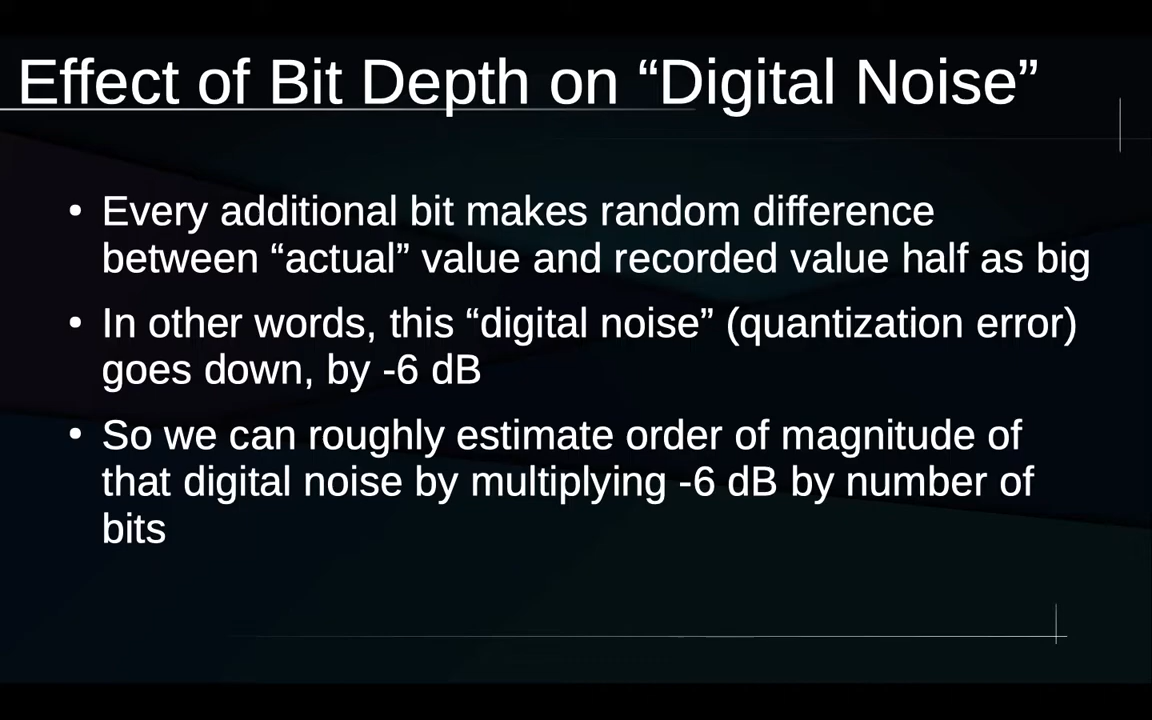 Effect of Bit Depth on “Digital Noise”
• Every additional bit makes random difference
between “actual” value and recorded value half as big
• In other words, this “digital noise” (quantization error)
goes down, by -6 dB
• So we can roughly estimate order of magnitude of
that digital noise by multiplying -6 dB by number of
bits